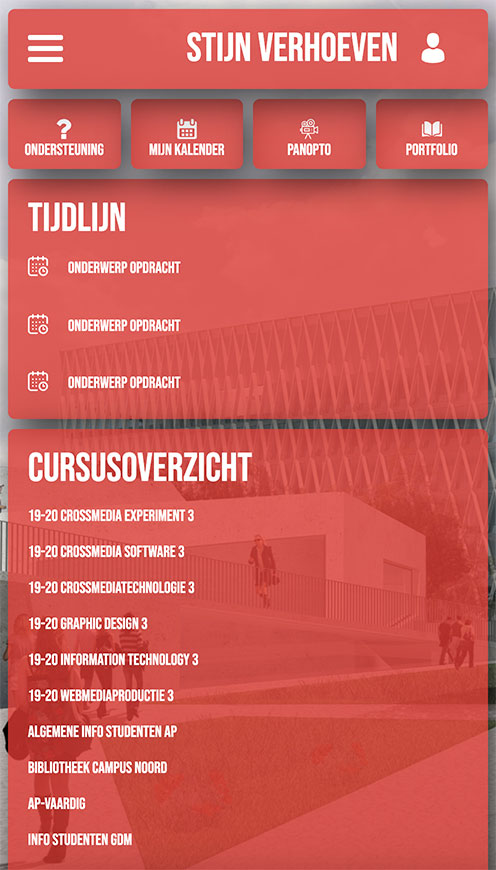 STIJN VERHOEVEN
ONDERSTEUNING
MIJN KALENDER
PANOPTO
PORTFOLIO
TIJDLIJN
ONDERWERP OPDRACHT
ONDERWERP OPDRACHT
ONDERWERP OPDRACHT
CURSUSOVERZICHT
19-20 CROSSMEDIA EXPERIMENT 3
19-20 CROSSMEDIA SOFTWARE 3
19-20 CROSSMEDIATECHNOLOGIE 3
19-20 GRAPHIC DESIGN 3
19-20 INFORMATION TECHNOLOGY 3
19-20 WEBMEDIAPRODUCTIE 3
ALGEMENE INFO STUDENTEN AP
BIBLIOTHEEK CAMPUS NOORD
AP-VAARDIG
INFO STUDENTEN GDM